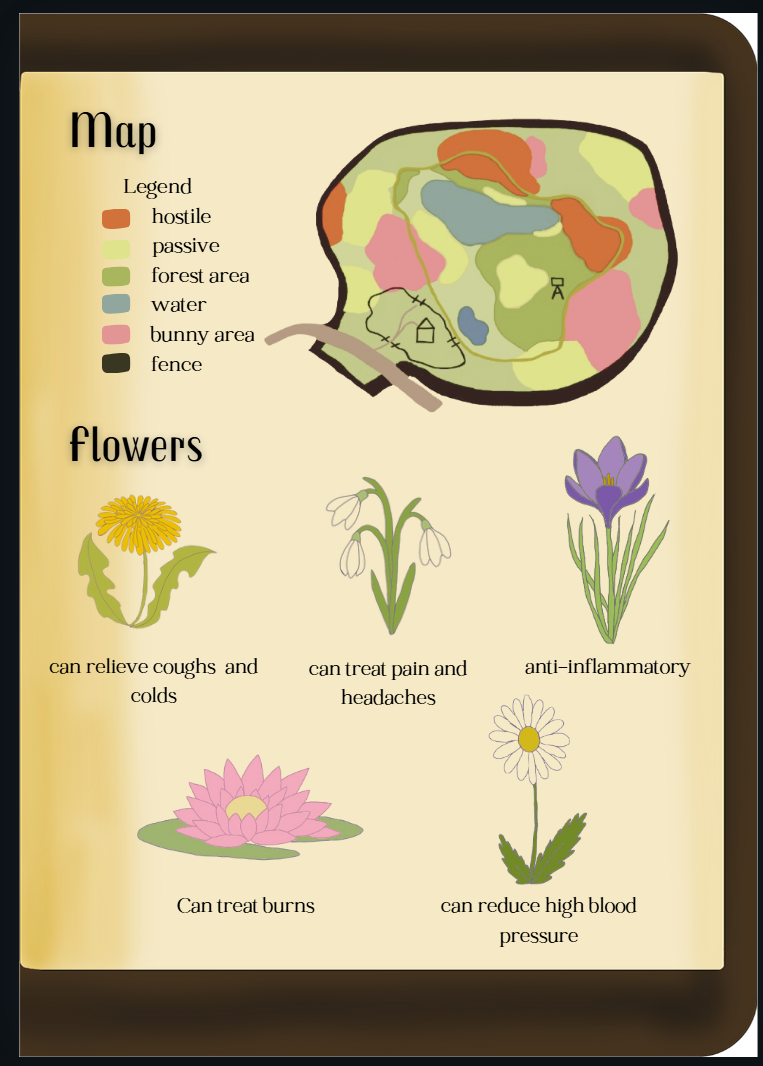 Map
Legend
hostile
passive
forest area
water
bunny area
fence
flowers
can relieve coughs and
colds
can treat pain and
headaches
anti-inflammatory
Can treat burns
can reduce high blood
pressure